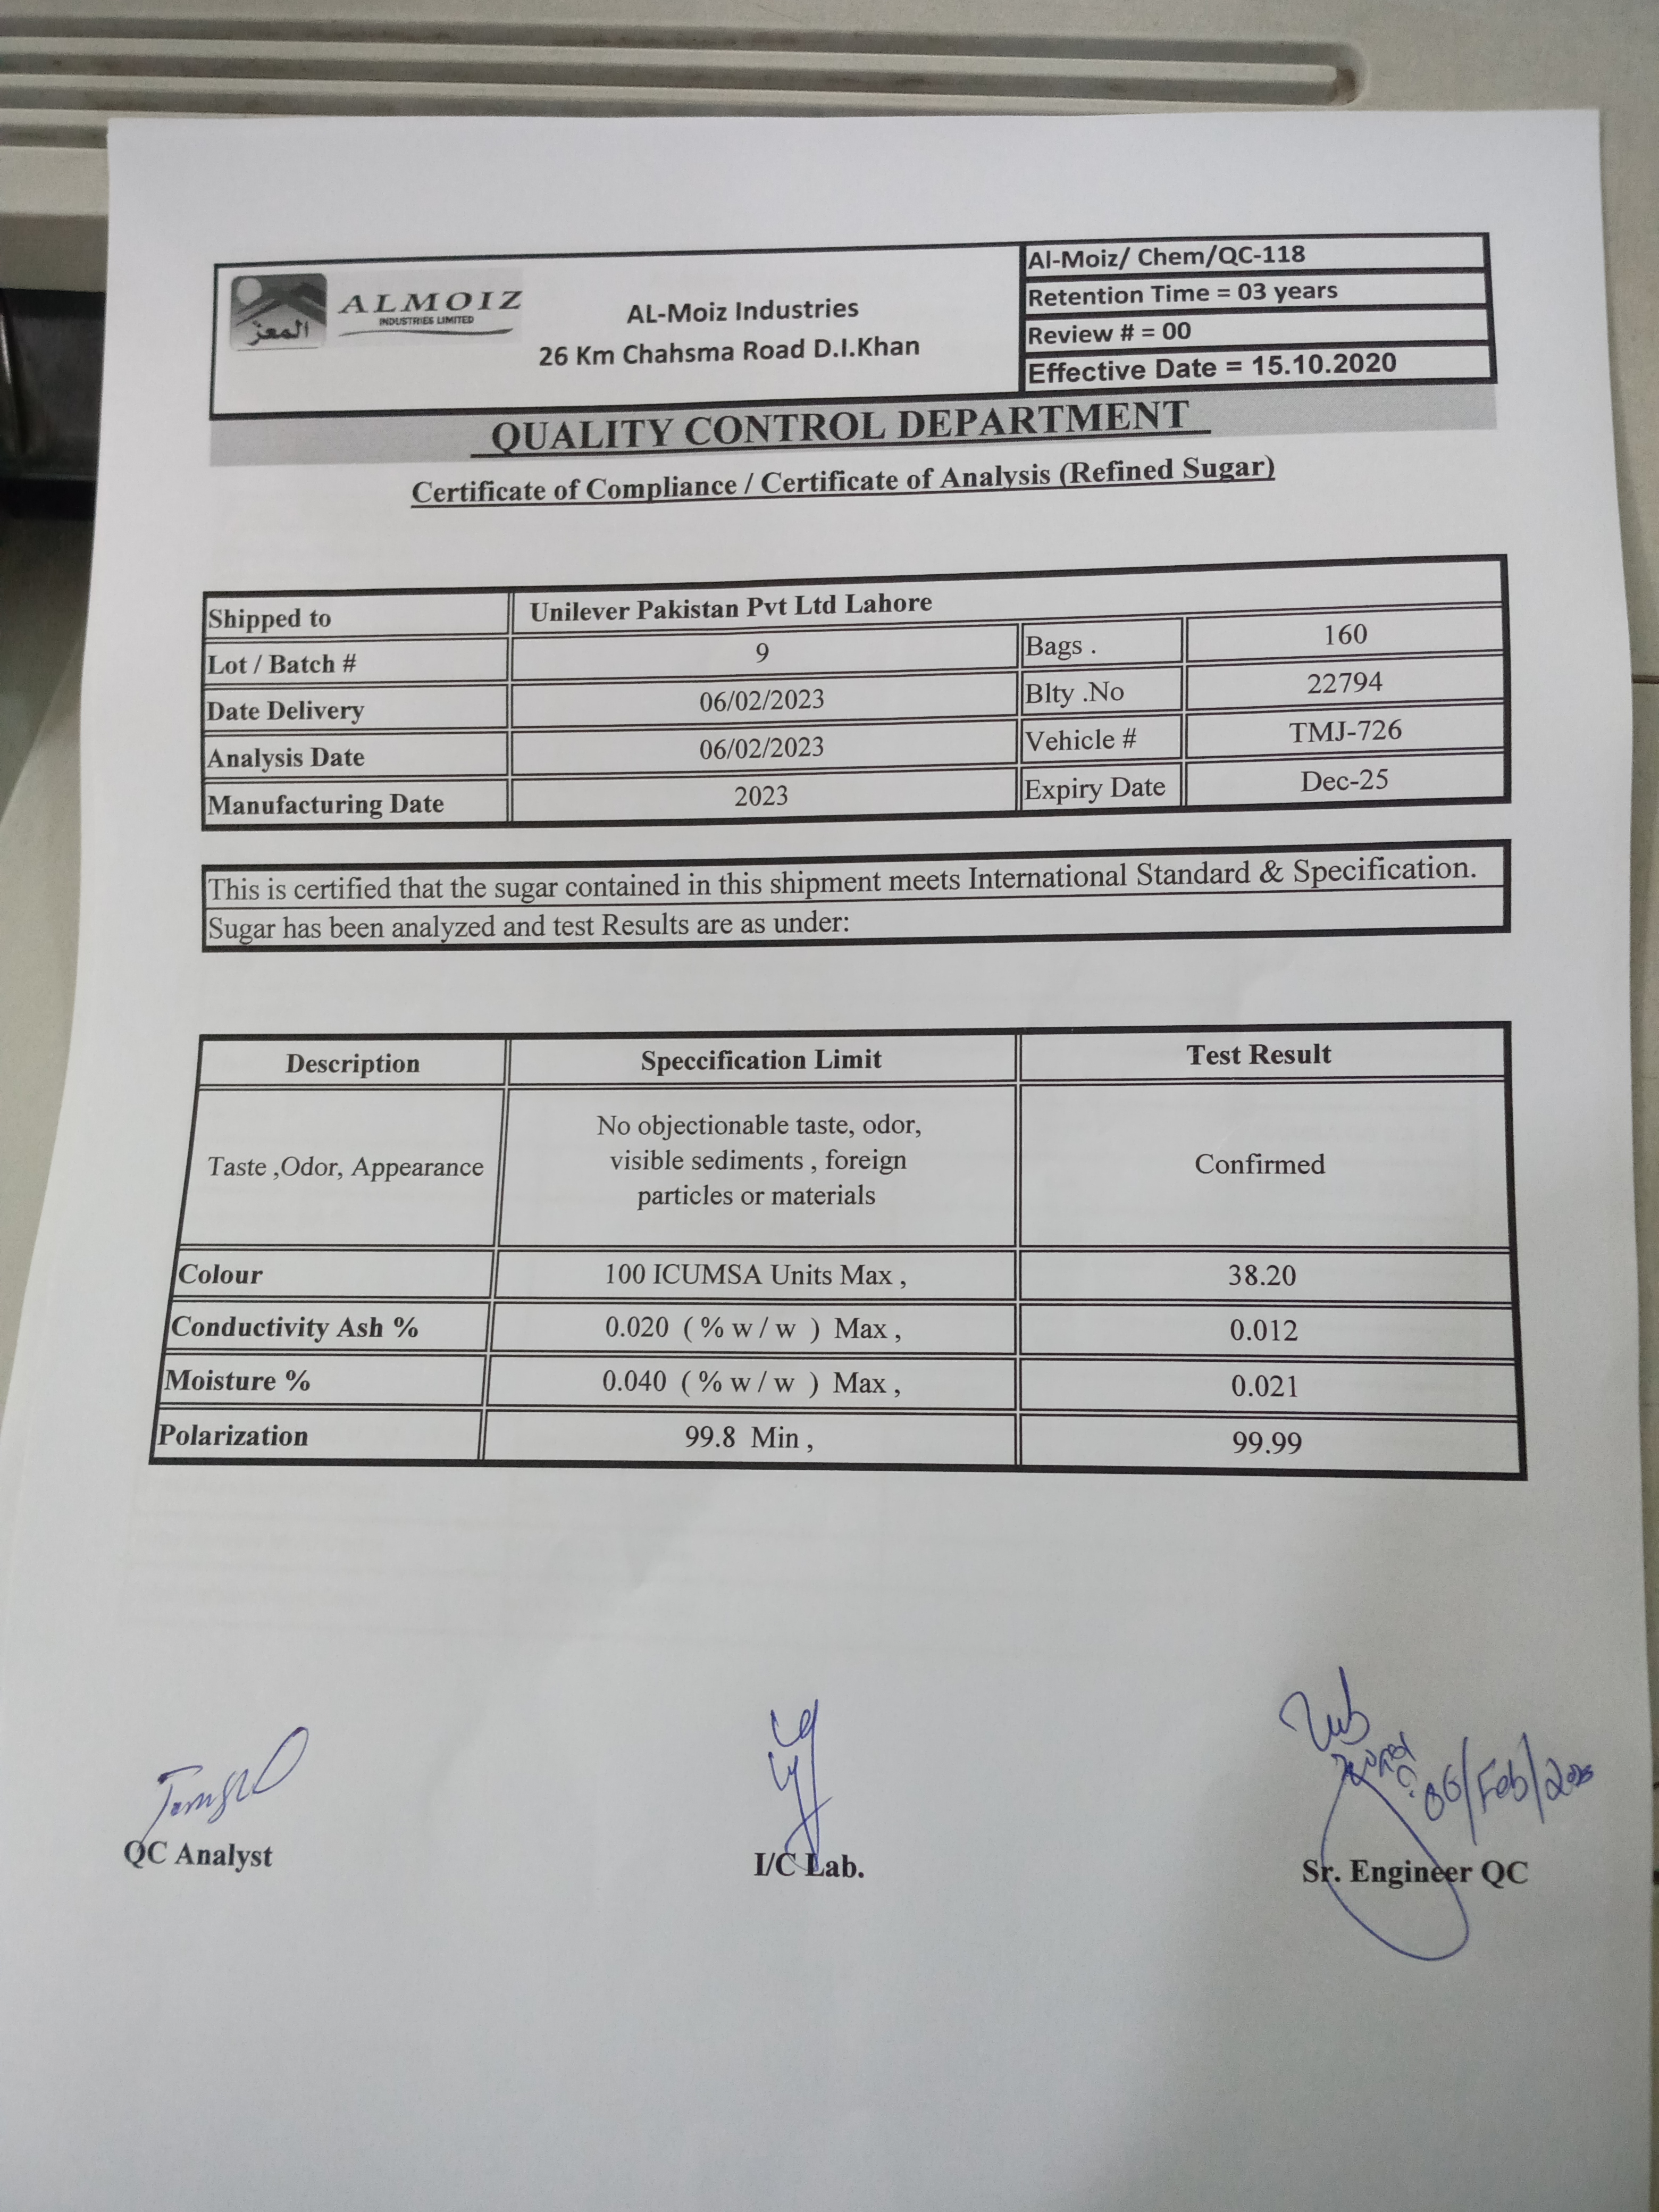 المعز
ALMOIZ
INDUSTRIES LIMITED
AL-Moiz Industries
26 Km Chahsma Road D.I.Khan
Al-Moiz/ Chem/QC-118
Retention Time = 03 years
Review # = 00
Effective Date = 15.10.2020
QUALITY CONTROL DEPARTMENT
Certificate of Compliance / Certificate of Analysis (Refined Sugar)
Shipped to Unilever Pakistan Pvt Ltd Lahore
Lot / Batch # 9 Bags . 160
Date Delivery 06/02/2023 Blty .No 22794
Analysis Date 06/02/2023 Vehicle # TMJ-726
Manufacturing Date 2023 Expiry Date Dec-25
This is certified that the sugar contained in this shipment meets International Standard & Specification.
Sugar has been analyzed and test Results are as under:
Description Speccification Limit Test Result
Taste ,Odor, Appearance
No objectionable taste, odor,
visible sediments , foreign
particles or materials
Confirmed
Colour 100 ICUMSA Units Max , 38.20
Conductivity Ash % 0.020 ( % w / w ) Max , 0.012
Moisture % 0.040 ( % w / w ) Max , 0.021
Polarization 99.8 Min , 99.99
06/Feb/
QC Analyst I/C Lab. Sr. Engineer QC